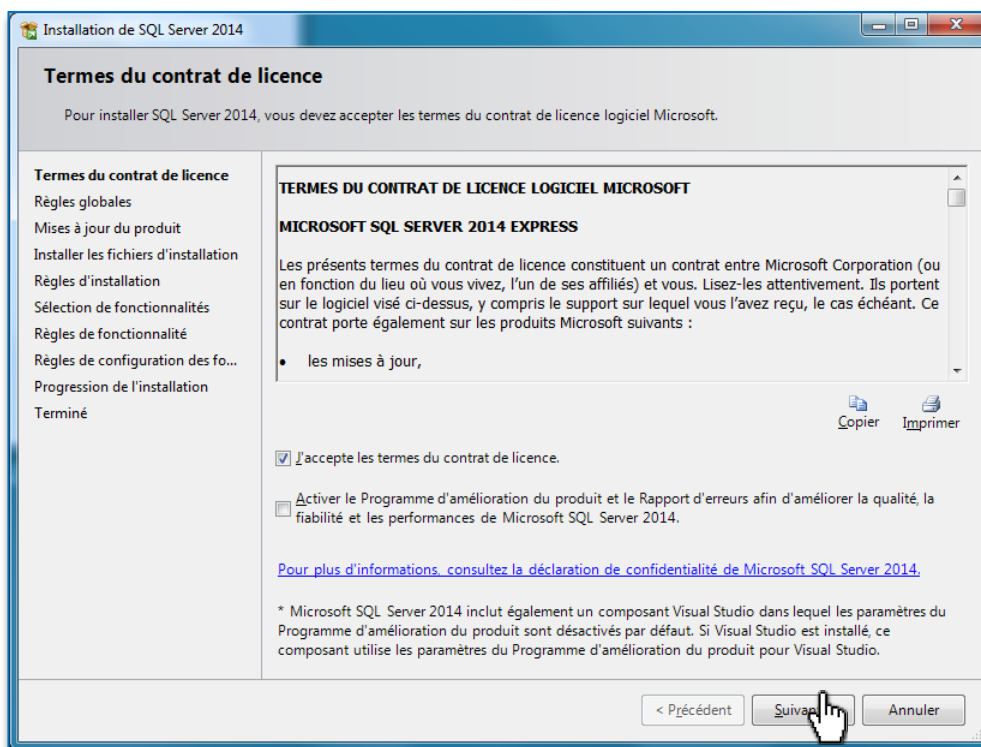 Installation de SQL Server 2014
Termes du contrat de licence
Pour installer SQL Server 2014, vous devez accepter les termes du contrat de licence logiciel Microsoft.
Termes du contrat de licence
Règles globales
Mises à jour du produit
Installer les fichiers d'installation
Règles d'installation
Sélection de fonctionnalités
Règles de fonctionnalité
Règles de configuration des fo...
Progression de l'installation
Terminé
TERMES DU CONTRAT DE LICENCE LOGICIEL MICROSOFT
MICROSOFT SQL SERVER 2014 EXPRESS
Les présents termes du contrat de licence constituent un contrat entre Microsoft Corporation (ou
en fonction du lieu où vous vivez, l'un de ses affiliés) et vous. Lisez-les attentivement. Ils portent
sur le logiciel visé ci-dessus, y compris le support sur lequel vous l'avez reçu, le cas échéant. Ce
contrat porte également sur les produits Microsoft suivants :
• les mises à jour,
Copier Imprimer
J'accepte les termes du contrat de licence.
Activer le Programme d'amélioration du produit et le Rapport d'erreurs afin d'améliorer la qualité, la
fiabilité et les performances de Microsoft SQL Server 2014.
Pour plus d'informations, consultez la déclaration de confidentialité de Microsoft SQL Server 2014.
* Microsoft SQL Server 2014 inclut également un composant Visual Studio dans lequel les paramètres du
Programme d'amélioration du produit sont désactivés par défaut. Si Visual Studio est installé, ce
composant utilise les paramètres du Programme d'amélioration du produit pour Visual Studio.
< Précédent Suivan Annuler